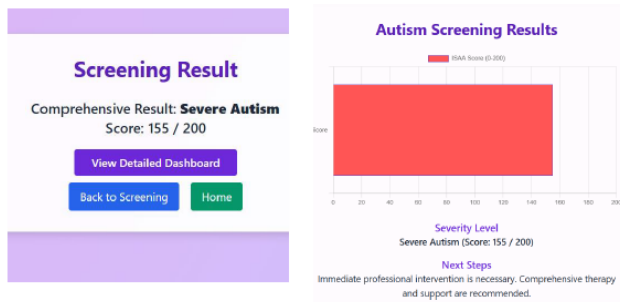 Screening Result
Comprehensive Result: Severe Autism
Score: 155 / 200
View Detailed Dashboard
Back to Screening
Home
Autism Screening Results
ISAA Score (0-200)
Score
0 20 40 60 80 100 120 140 160 180 200
Severity Level
Severe Autism (Score: 155 / 200)
Next Steps
Immediate professional intervention is necessary. Comprehensive therapy
and support are recommended.